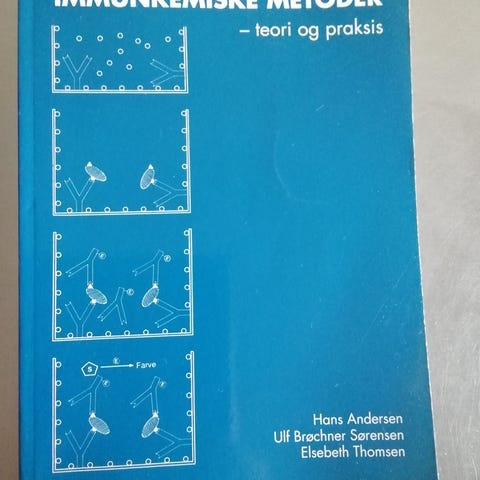 IMMUNKEMISKE METODER
– teori og praksis
E
E
E
S E Farve
E
E
Hans Andersen
Ulf Brøchner Sørensen
Elsebeth Thomsen